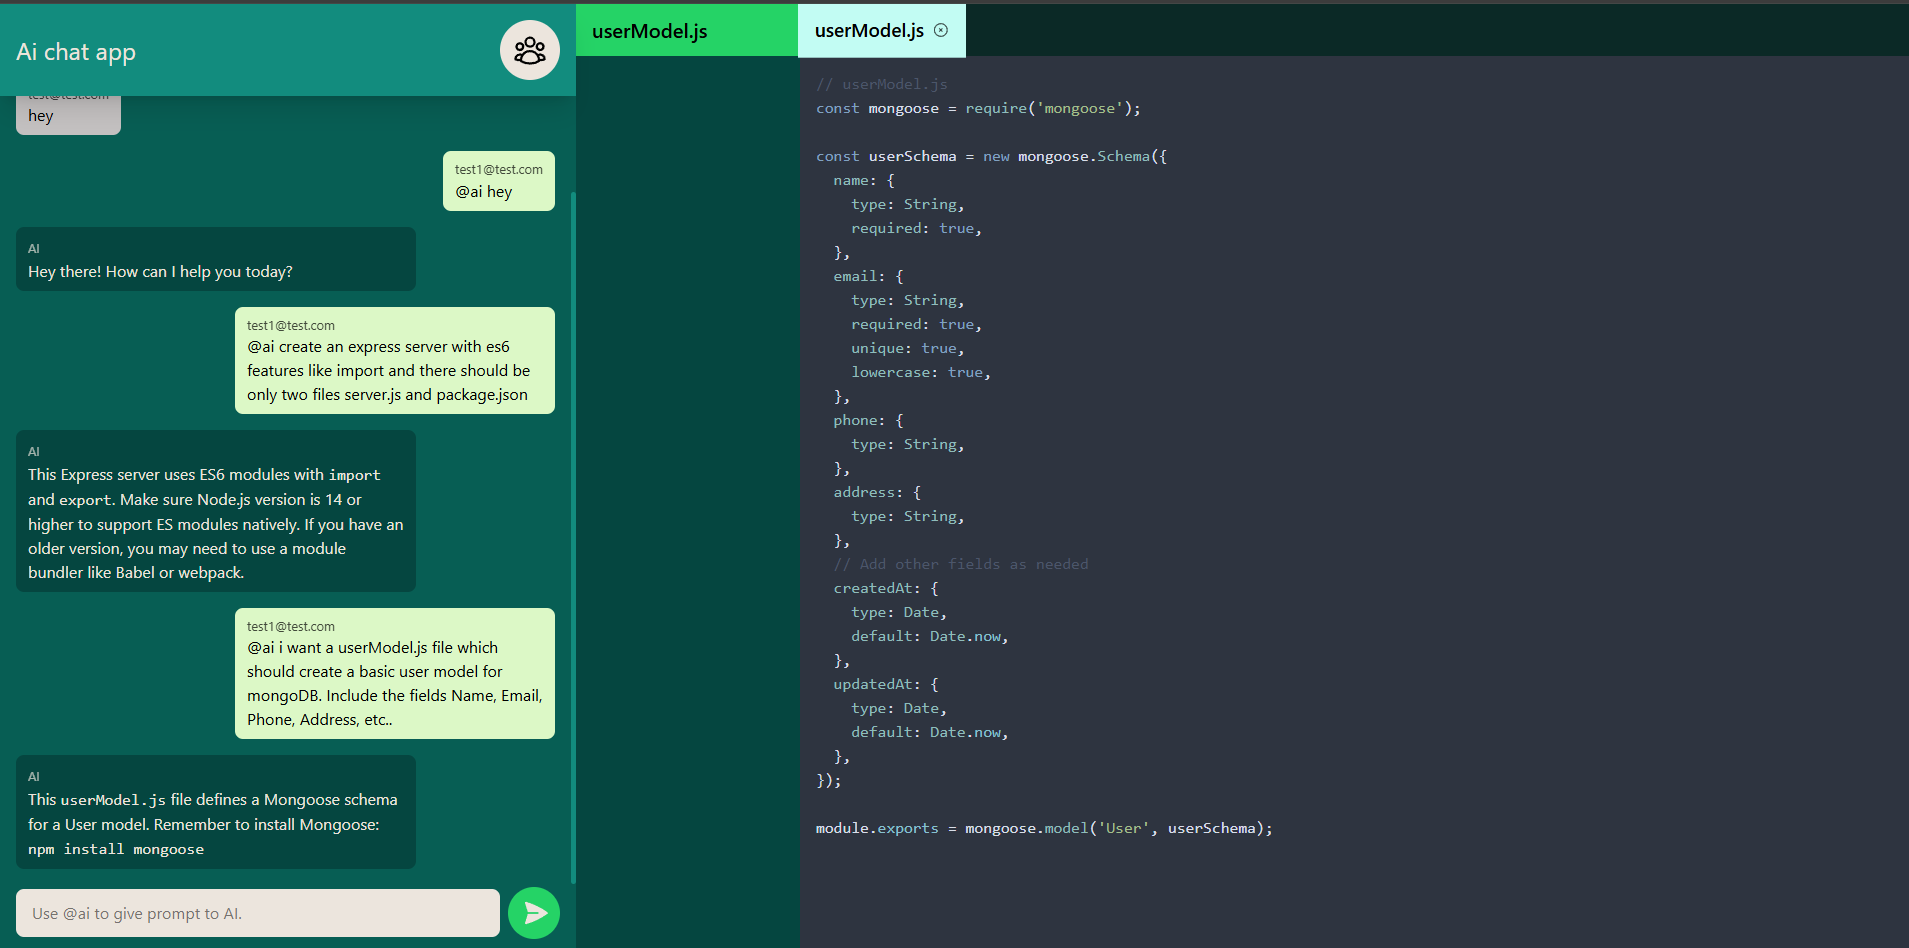 Ai chat app
test@test.com
hey
test1@test.com
@ai hey
AI
Hey there! How can I help you today?
test1@test.com
@ai create an express server with es6
features like import and there should be
only two files server.js and package.json
AI
This Express server uses ES6 modules with import
and export. Make sure Node.js version is 14 or
higher to support ES modules natively. If you have an
older version, you may need to use a module
bundler like Babel or webpack.
test1@test.com
@ai i want a userModel.js file which
should create a basic user model for
mongoDB. Include the fields Name, Email,
Phone, Address, etc..
AI
This userModel.js file defines a Mongoose schema
for a User model. Remember to install Mongoose:
npm install mongoose
Use @ai to give prompt to AI.
userModel.js
userModel.js
// userModel.js
const mongoose = require('mongoose');
const userSchema = new mongoose.Schema({
  name: {
    type: String,
    required: true,
  },
  email: {
    type: String,
    required: true,
    unique: true,
    lowercase: true,
  },
  phone: {
    type: String,
  },
  address: {
    type: String,
  },
  // Add other fields as needed
  createdAt: {
    type: Date,
    default: Date.now,
  },
  updatedAt: {
    type: Date,
    default: Date.now,
  },
});
module.exports = mongoose.model('User', userSchema);